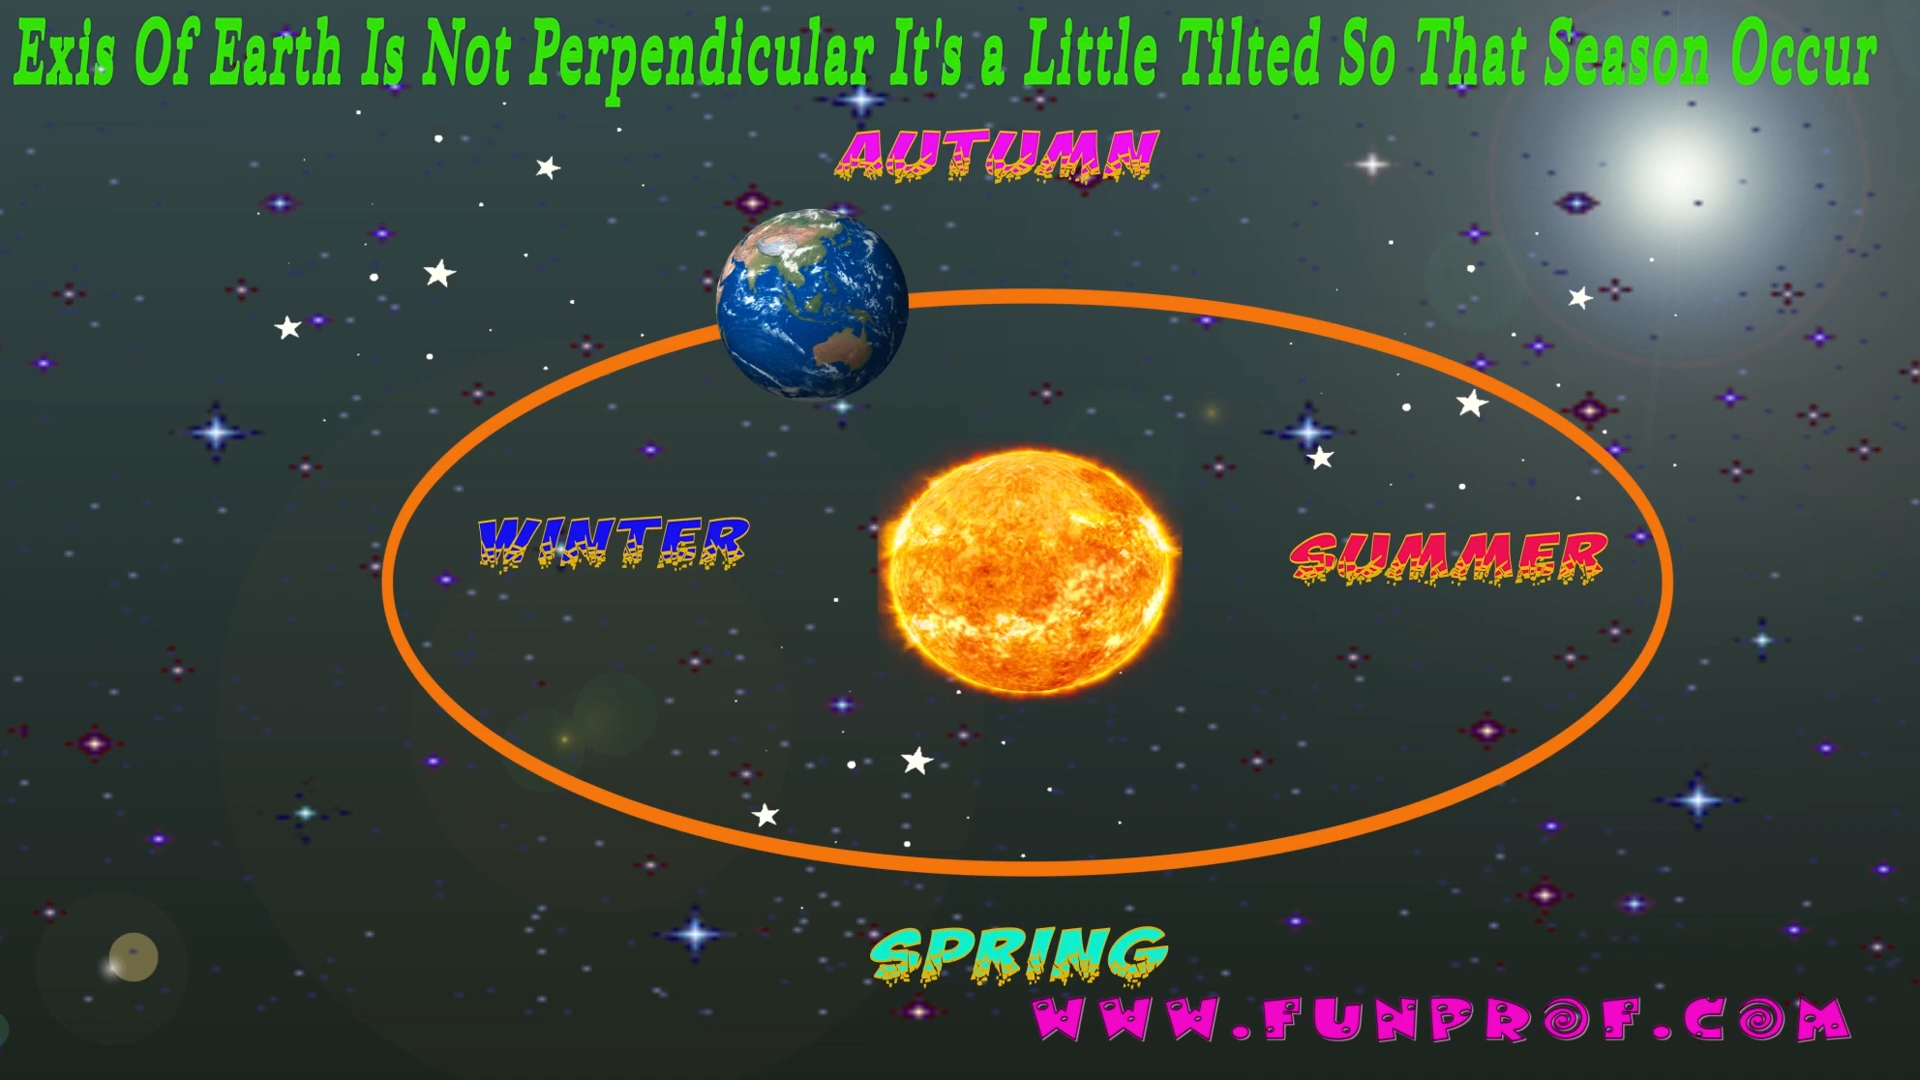 Exis Of Earth Is Not Perpendicular It's a Little Tilted So That Season Occur
AUTUMN
WINTER
SUMMER
SPRING
WWW.FUNPROF.COM